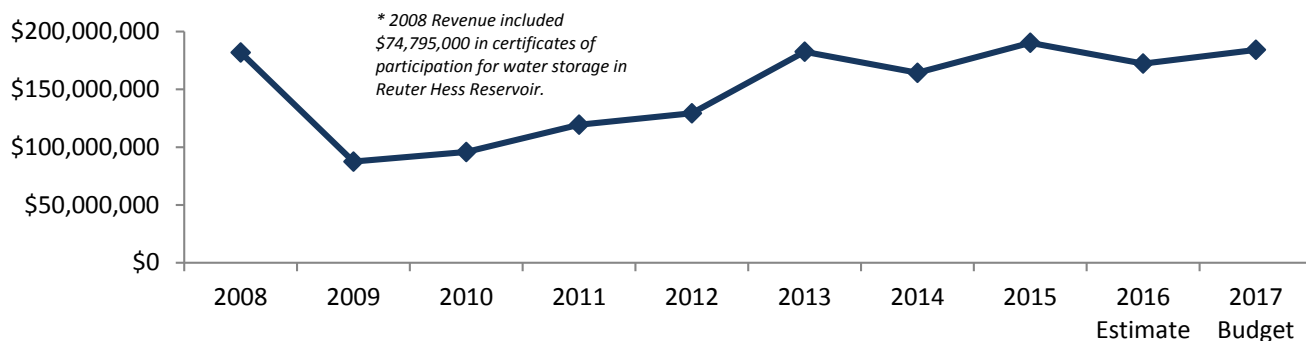 * 2008 Revenue included
$74,795,000 in certificates of
participation for water storage in
Reuter Hess Reservoir.
$200,000,000
$150,000,000
$100,000,000
$50,000,000
$0
2008 2009 2010 2011 2012 2013 2014 2015 2016 2017
Estimate Budget